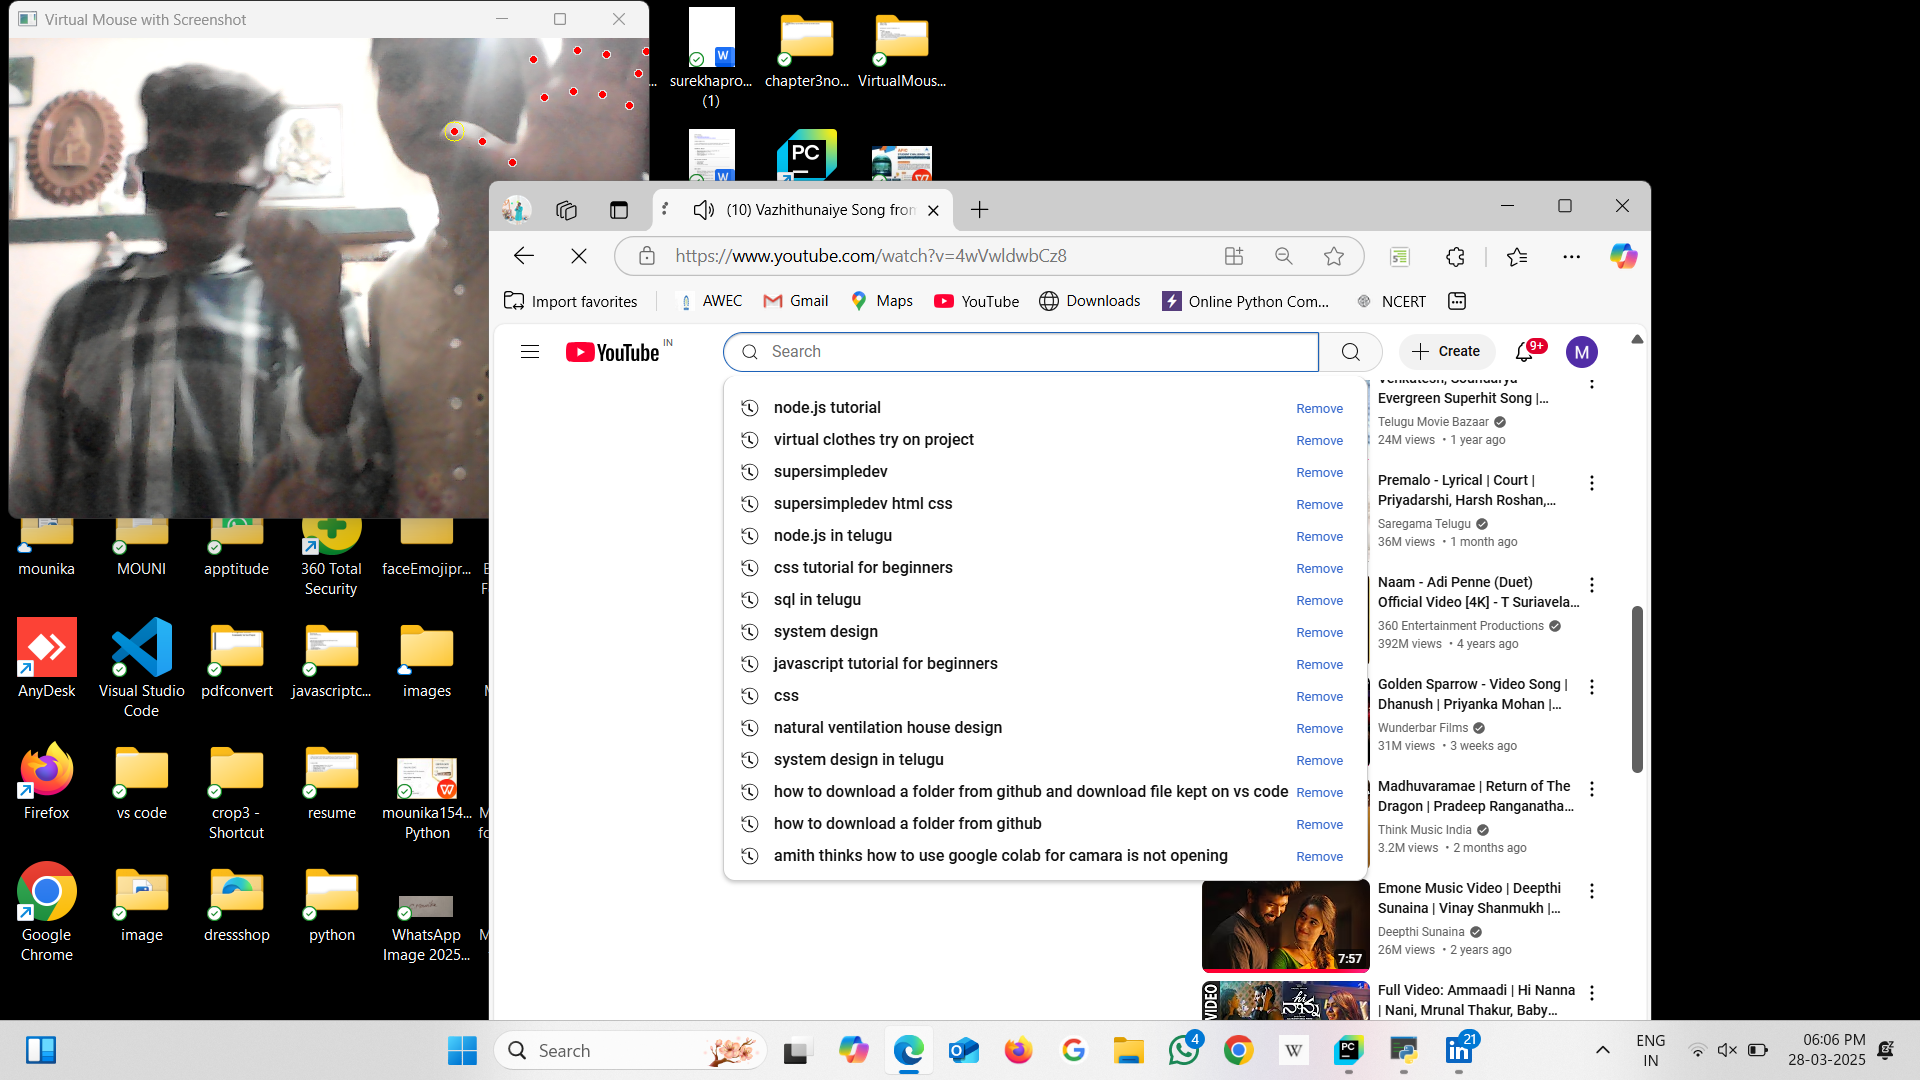 Virtual Mouse with Screenshot
surekhapro...
(1)
chapter3no...
VirtualMous...
(10) Vazhithunaiye Song fron
https://www.youtube.com/watch?v=4wVwldwbCz8
Import favorites
AWEC
Gmail
Maps
YouTube
Downloads
Online Python Com...
NCERT
YouTube
IN
Search
Create
9+
M
node.js tutorial Remove
virtual clothes try on project Remove
supersimpledev Remove
supersimpledev html css Remove
node.js in telugu Remove
css tutorial for beginners Remove
sql in telugu Remove
system design Remove
javascript tutorial for beginners Remove
css Remove
natural ventilation house design Remove
system design in telugu Remove
how to download a folder from github and download file kept on vs code Remove
how to download a folder from github Remove
amith thinks how to use google colab for camara is not opening Remove
Venkatesh, Soundarya
Evergreen Superhit Song |...
Telugu Movie Bazaar
24M views • 1 year ago
Premalo - Lyrical | Court |
Priyadarshi, Harsh Roshan,...
Saregama Telugu
36M views • 1 month ago
Naam - Adi Penne (Duet)
Official Video [4K] - T Suriavela...
360 Entertainment Productions
392M views • 4 years ago
Golden Sparrow - Video Song |
Dhanush | Priyanka Mohan |...
Wunderbar Films
31M views • 3 weeks ago
Madhuvaramae | Return of The
Dragon | Pradeep Ranganatha...
Think Music India
3.2M views • 2 months ago
7:57
Emone Music Video | Deepthi
Sunaina | Vinay Shanmukh |...
Deepthi Sunaina
26M views • 2 years ago
VIDEO
హాయ్
నాన్న
Full Video: Ammaadi | Hi Nanna
| Nani, Mrunal Thakur, Baby...
mounika
MOUNI
apptitude
360 Total
Security
faceEmojipr...
AnyDesk
Visual Studio
Code
pdfconvert
javascriptc...
images
Firefox
vs code
crop3 -
Shortcut
resume
mounika154...
Python
Google
Chrome
image
dressshop
python
WhatsApp
Image 2025...
PC
Search
4
W
PC
21
ENG
IN
06:06 PM
28-03-2025